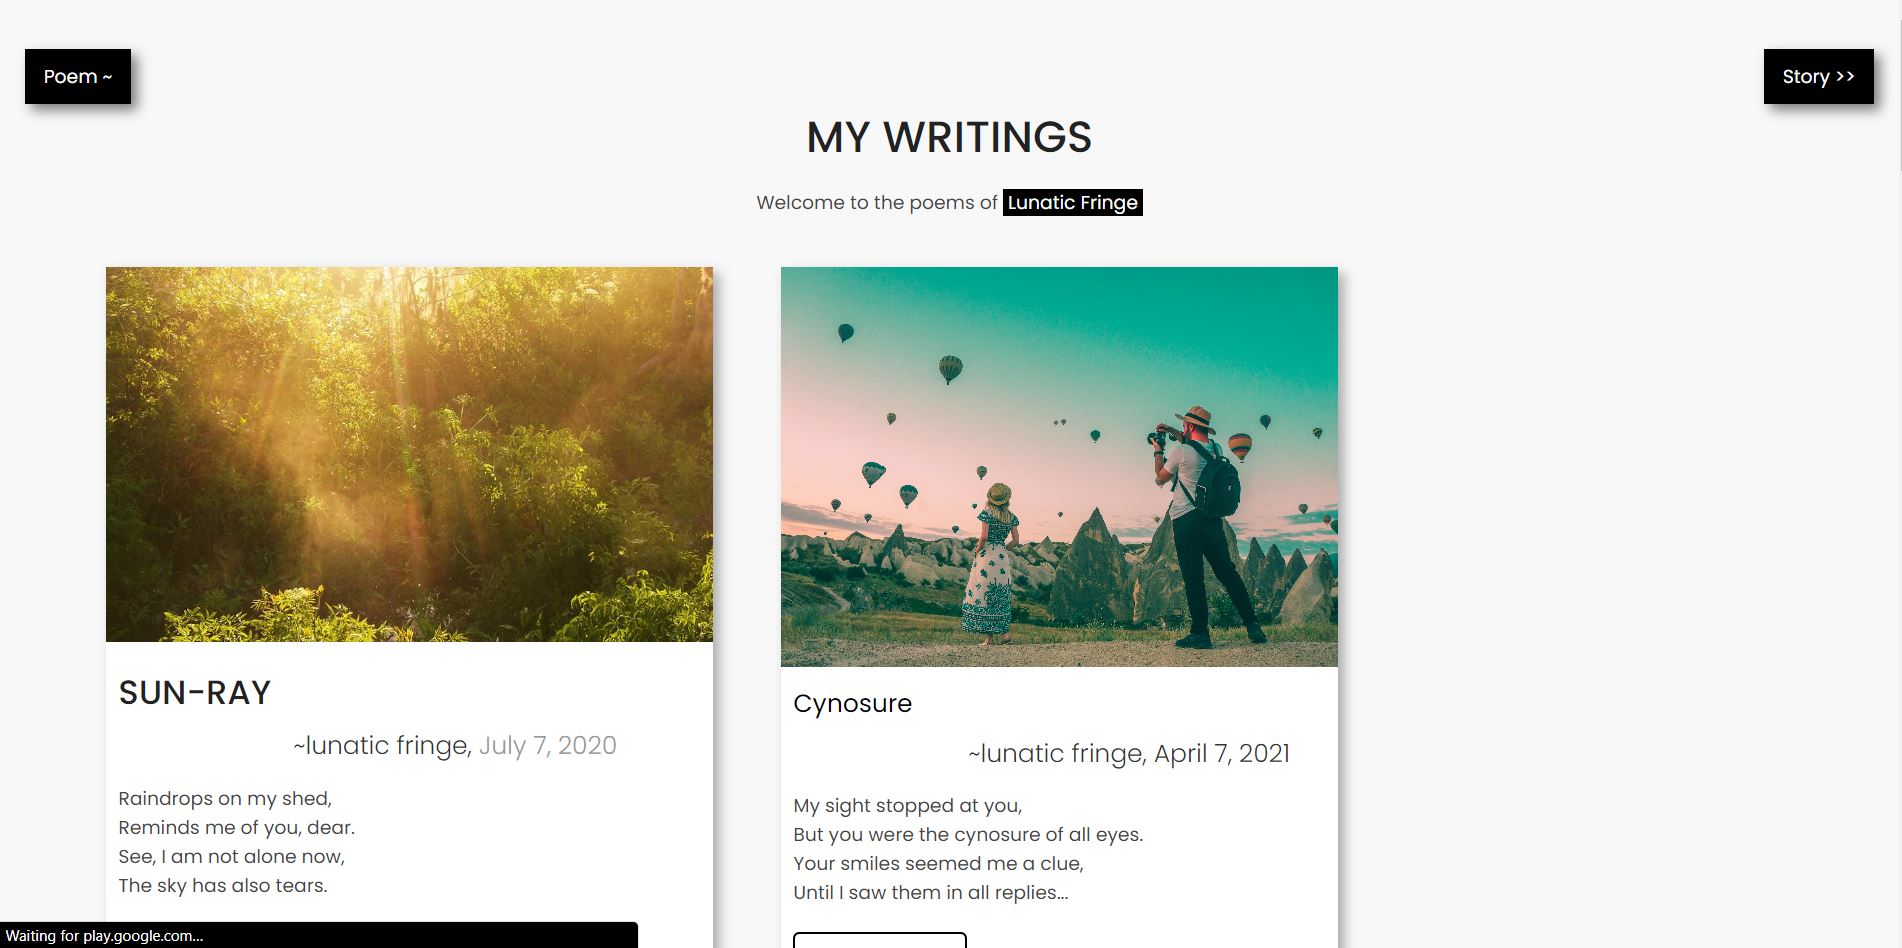 Poem ~
Story >>
MY WRITINGS
Welcome to the poems of Lunatic Fringe
SUN-RAY
~lunatic fringe, July 7, 2020
Raindrops on my shed,
Reminds me of you, dear.
See, I am not alone now,
The sky has also tears.
Cynosure
~lunatic fringe, April 7, 2021
My sight stopped at you,
But you were the cynosure of all eyes.
Your smiles seemed me a clue,
Until I saw them in all replies...
Waiting for play.google.com...